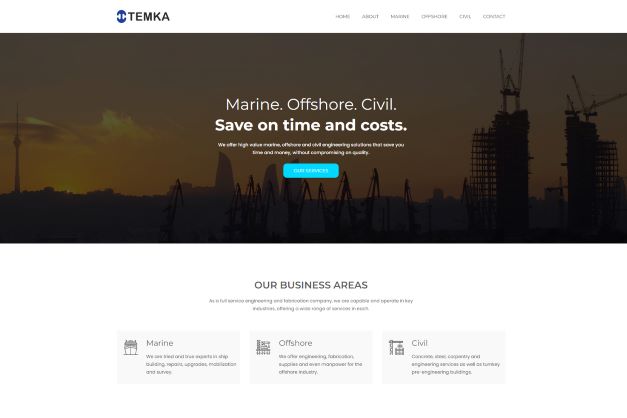 TEMKA
HOME ABOUT MARINE OFFSHORE CIVIL CONTACT
Marine. Offshore. Civil.
Save on time and costs.
We offer high value marine, offshore and civil engineering solutions that save you
time and money, without compromising on quality.
OUR SERVICES
OUR BUSINESS AREAS
As a full service engineering and fabrication company, we are capable and operate in key
industries, offering a wide range of services in each.
Marine
We are tried and true experts in ship
building, repairs, upgrades, mobilization
and survey.
Offshore
We offer engineering, fabrication,
supplies and even manpower for the
offshore industry.
Civil
Concrete, steel, carpentry and
engineering services as well as turnkey
pre-engineering buildings.